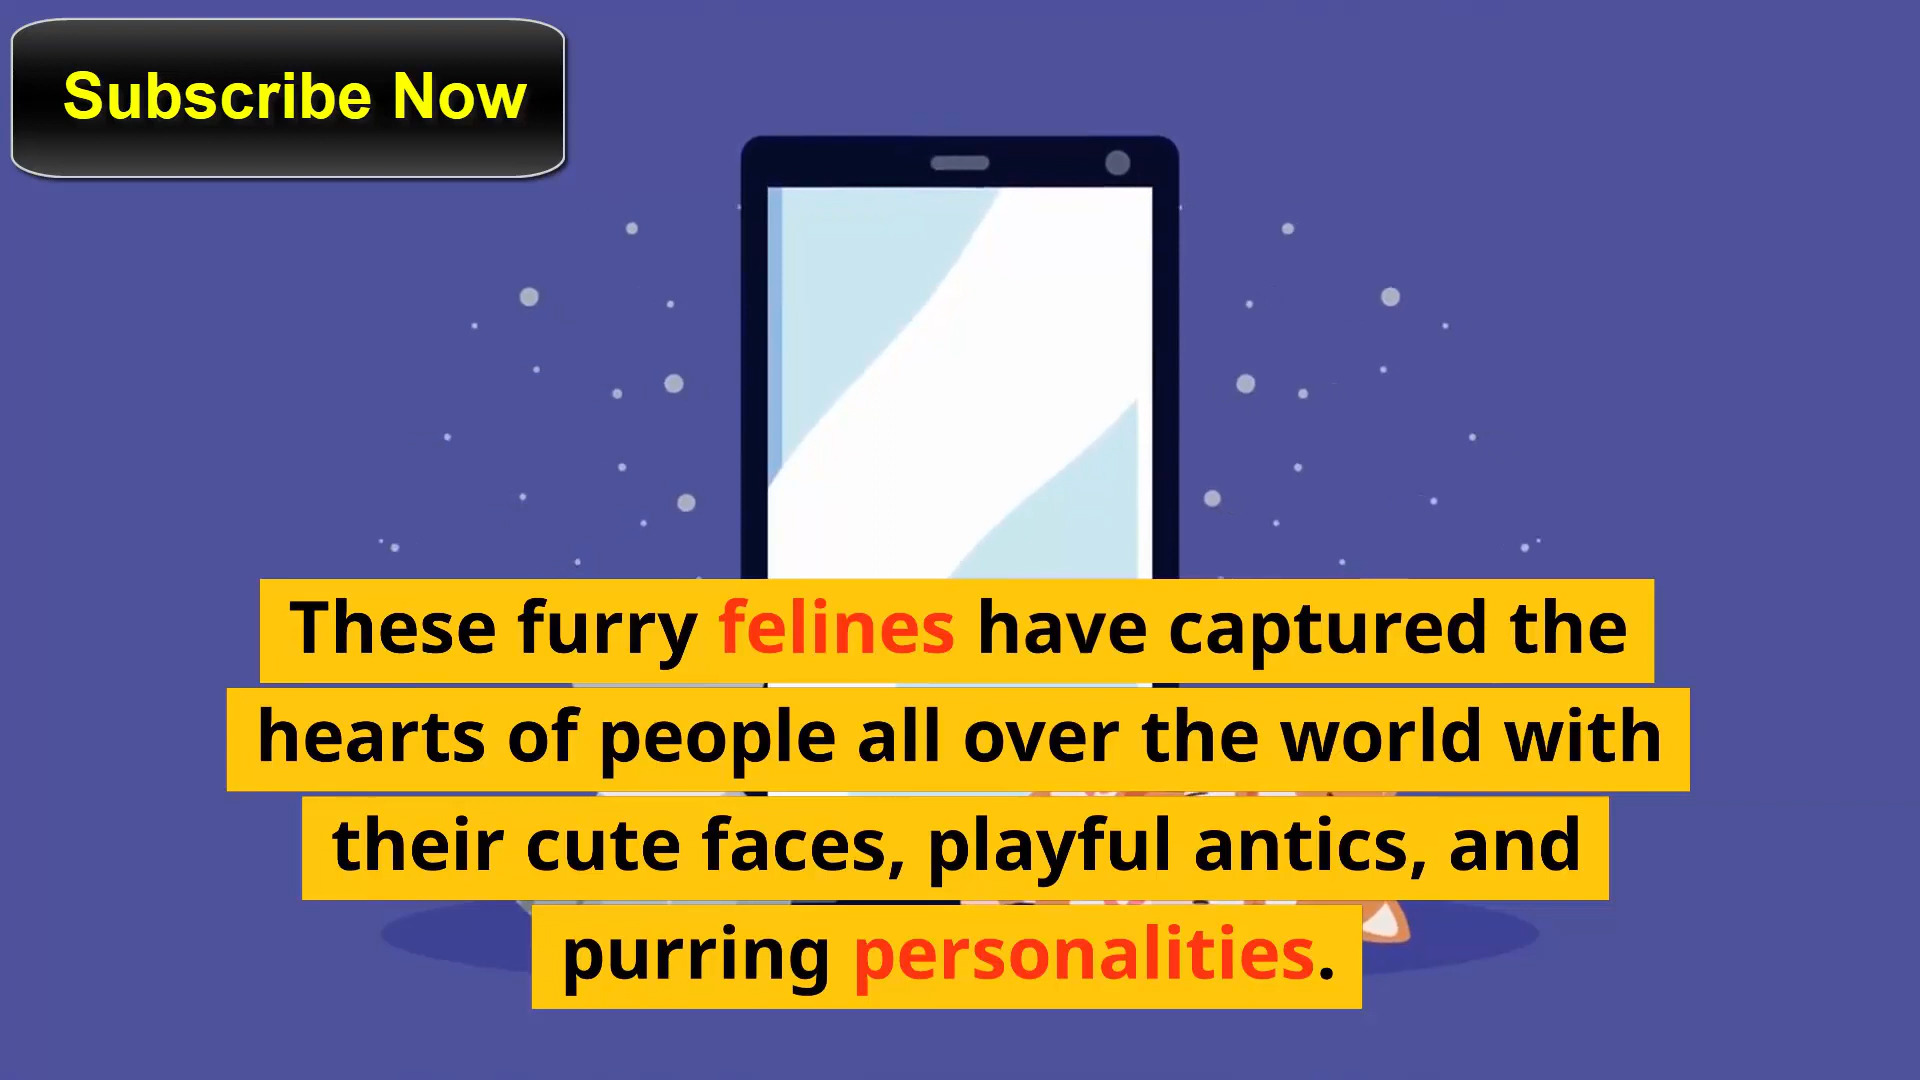 Subscribe Now
These furry felines have captured the
hearts of people all over the world with
their cute faces, playful antics, and
purring personalities.